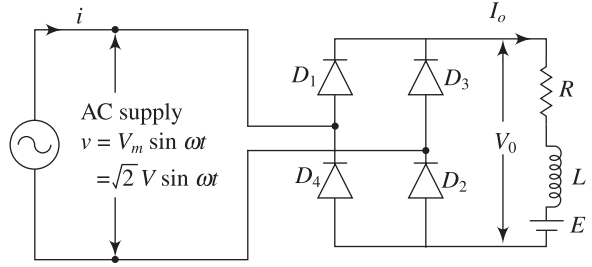 i
I_o
D_1
D_3
R
AC supply
v = V_m sin ωt
= √2 V sin ωt
V_0
D_4
D_2
L
E